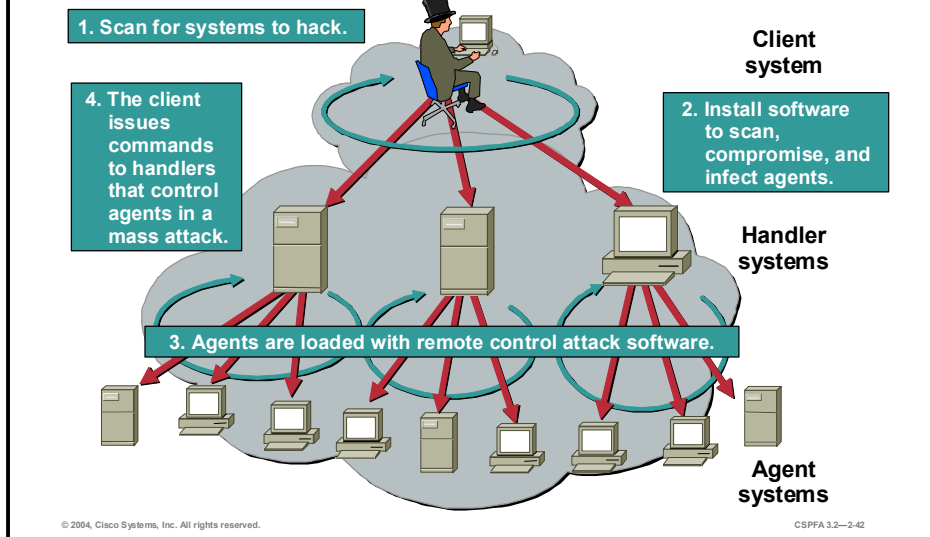 1. Scan for systems to hack.
Client
system
4. The client
issues
commands
to handlers
that control
agents in a
mass attack.
2. Install software
to scan,
compromise, and
infect agents.
Handler
systems
3. Agents are loaded with remote control attack software.
Agent
systems
© 2004, Cisco Systems, Inc. All rights reserved.
CSPFA 3.2—2-42